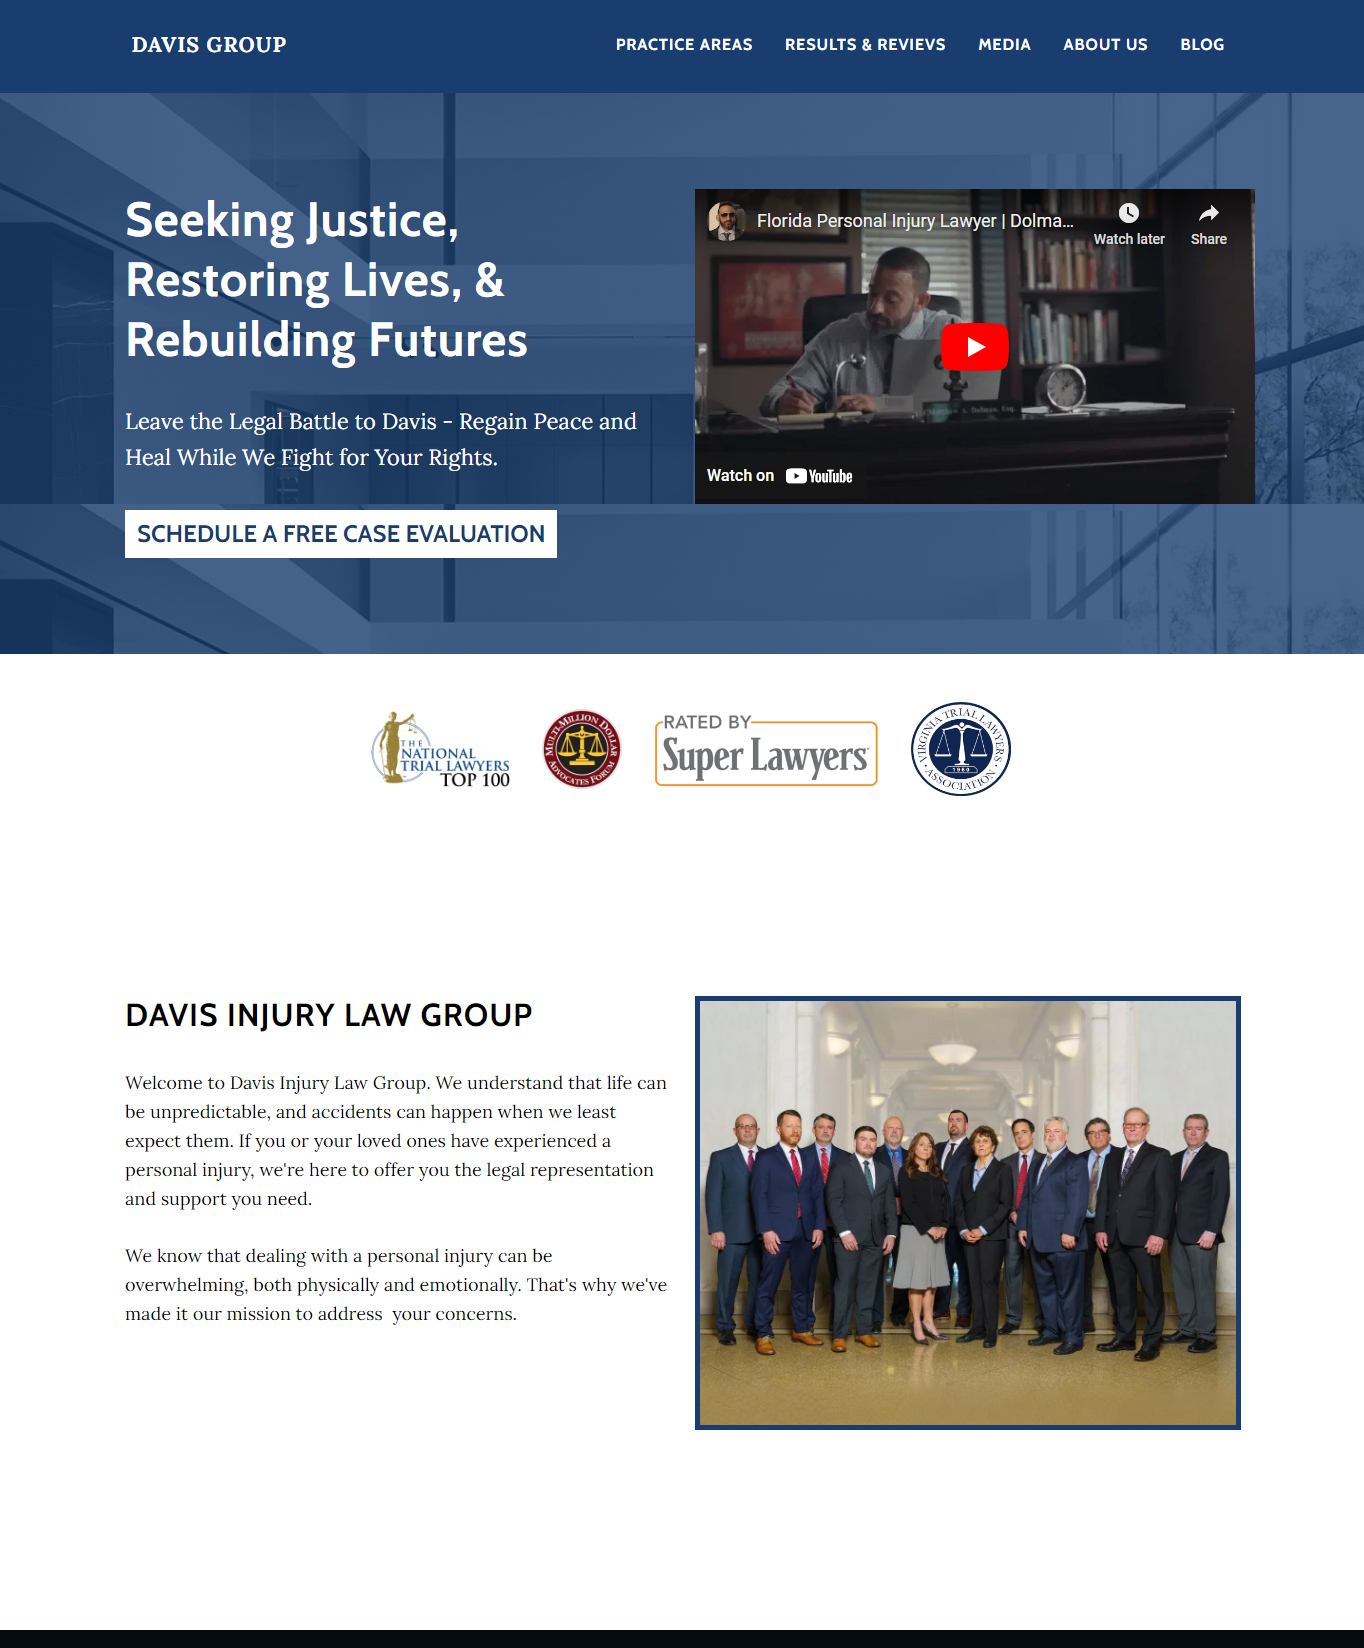 DAVIS GROUP
PRACTICE AREAS
RESULTS & REVIEVS
MEDIA
ABOUT US
BLOG
Seeking Justice,
Restoring Lives, &
Rebuilding Futures
Leave the Legal Battle to Davis - Regain Peace and
Heal While We Fight for Your Rights.
SCHEDULE A FREE CASE EVALUATION
Florida Personal Injury Lawyer | Dolma...
Watch later
Share
Matthew A. Dolman, Esq.
Watch on YouTube
THE
NATIONAL
TRIAL LAWYERS
TOP 100
MULTI-MILLION DOLLAR
ADVOCATES FORUM
RATED BY
Super Lawyers
VIRGINIA TRIAL LAWYERS
ASSOCIATION
1960
DAVIS INJURY LAW GROUP
Welcome to Davis Injury Law Group. We understand that life can
be unpredictable, and accidents can happen when we least
expect them. If you or your loved ones have experienced a
personal injury, we're here to offer you the legal representation
and support you need.
We know that dealing with a personal injury can be
overwhelming, both physically and emotionally. That's why we've
made it our mission to address  your concerns.